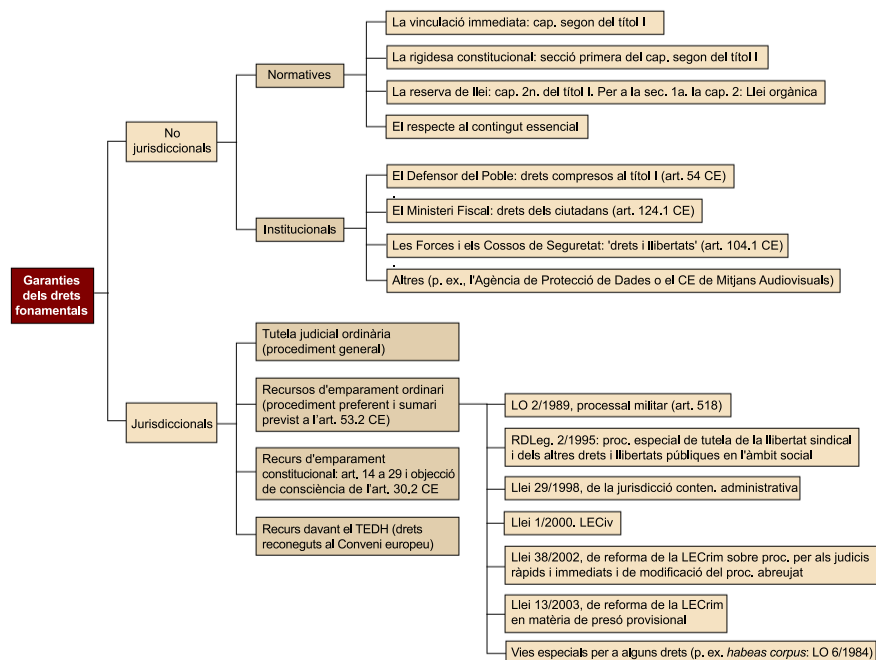 Garanties
dels drets
fonamentals
No
jurisdiccionals
Normatives
La vinculació immediata: cap. segon del títol I
La rigidesa constitucional: secció primera del cap. segon del títol I
La reserva de llei: cap. 2n. del títol I. Per a la sec. 1a. la cap. 2: Llei orgànica
El respecte al contingut essencial
Institucionals
El Defensor del Poble: drets compresos al títol I (art. 54 CE)
.
El Ministeri Fiscal: drets dels ciutadans (art. 124.1 CE)
Les Forces i els Cossos de Seguretat: 'drets i llibertats' (art. 104.1 CE)
.
Altres (p. ex., l'Agència de Protecció de Dades o el CE de Mitjans Audiovisuals)
Jurisdiccionals
Tutela judicial ordinària
(procediment general)
Recursos d'emparament ordinari
(procediment preferent i sumari
previst a l'art. 53.2 CE)
LO 2/1989, processal militar (art. 518)
RDLeg. 2/1995: proc. especial de tutela de la llibertat sindical
i dels altres drets i llibertats públiques en l'àmbit social
Llei 29/1998, de la jurisdicció conten. administrativa
Llei 1/2000. LECiv
Llei 38/2002, de reforma de la LECrim sobre proc. per als judicis
ràpids i immediats i de modificació del proc. abreujat
Llei 13/2003, de reforma de la LECrim
en matèria de presó provisional
Vies especials per a alguns drets (p. ex. habeas corpus: LO 6/1984)
Recurs d'emparament
constitucional: art. 14 a 29 i objecció
de consciència de l'art. 30.2 CE
Recurs davant el TEDH (drets
reconeguts al Conveni europeu)